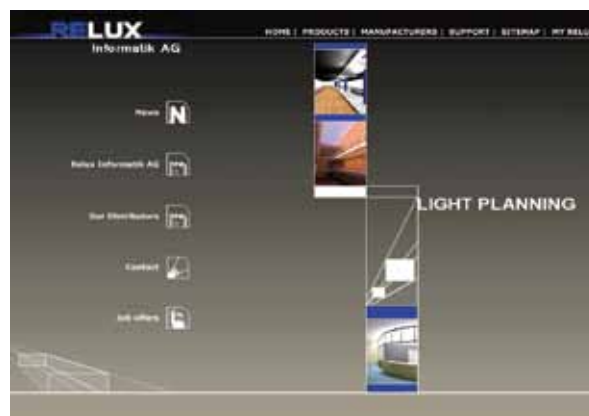 RELUX
Informatik AG
HOME | PRODUCTS | MANUFACTURERS | SUPPORT | SITEMAP | MY RELU
News N
Relux Informatik AG
Our Distributors
LIGHT PLANNING
Contact
Job offers